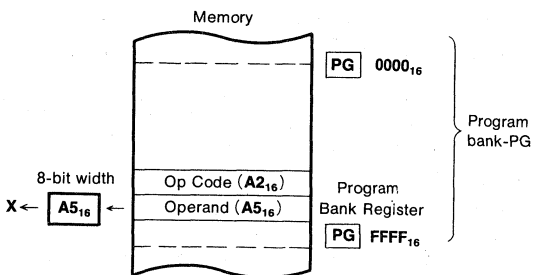 Memory
PG 0000₁₆
Program
bank-PG
8-bit width
Op Code (A2₁₆)
Program
X ← A5₁₆ ← Operand (A5₁₆)
Bank Register
PG FFFF₁₆